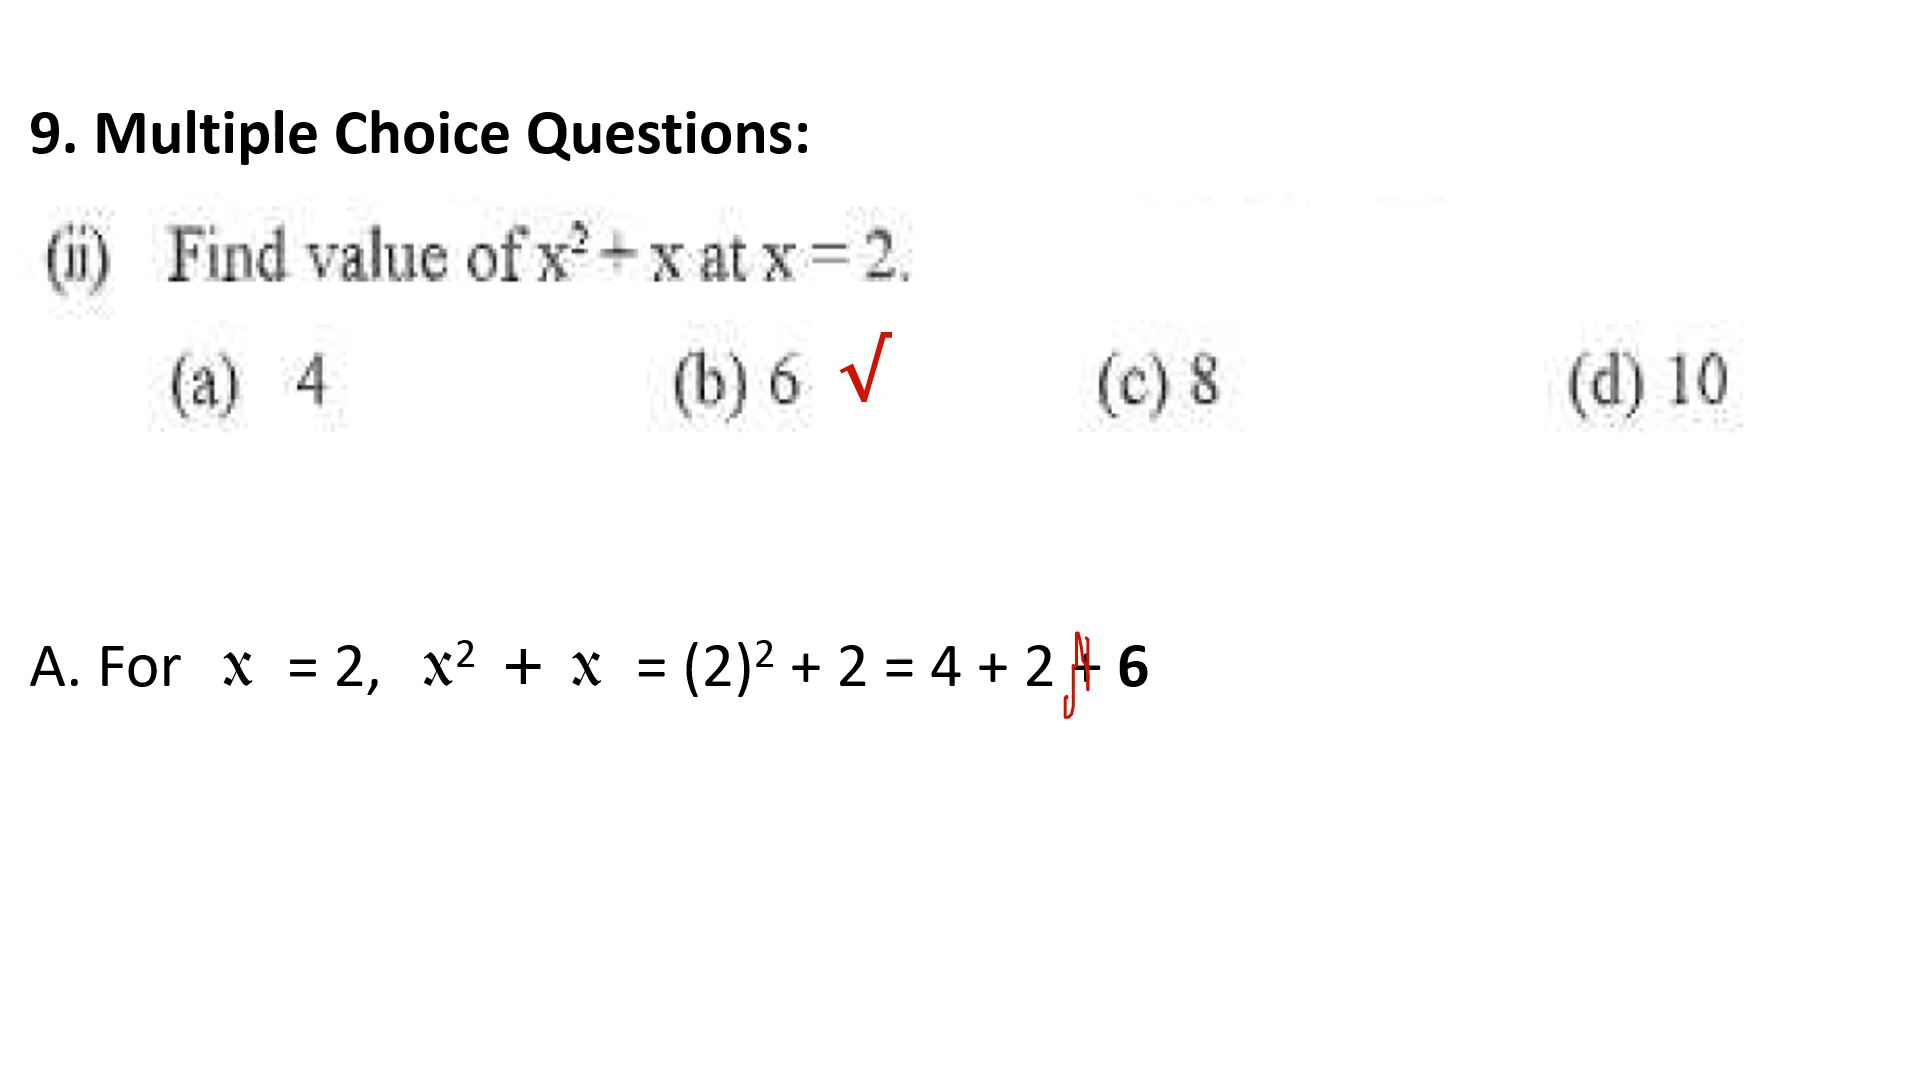 9. Multiple Choice Questions:
(ii) Find value of x² + x at x = 2.
(a) 4 (b) 6 √ (c) 8 (d) 10
A. For x = 2, x² + x = (2)² + 2 = 4 + 2 + 6